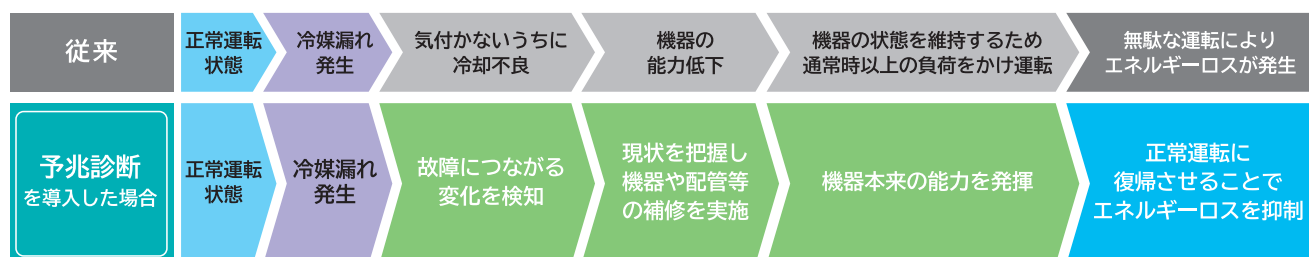 従来
正常運転
状態
冷媒漏れ
発生
気付かないうちに
冷却不良
機器の
能力低下
機器の状態を維持するため
通常時以上の負荷をかけ運転
無駄な運転により
エネルギーロスが発生
予兆診断
を導入した場合
正常運転
状態
冷媒漏れ
発生
故障につながる
変化を検知
現状を把握し
機器や配管等
の補修を実施
機器本来の能力を発揮
正常運転に
復帰させることで
エネルギーロスを抑制